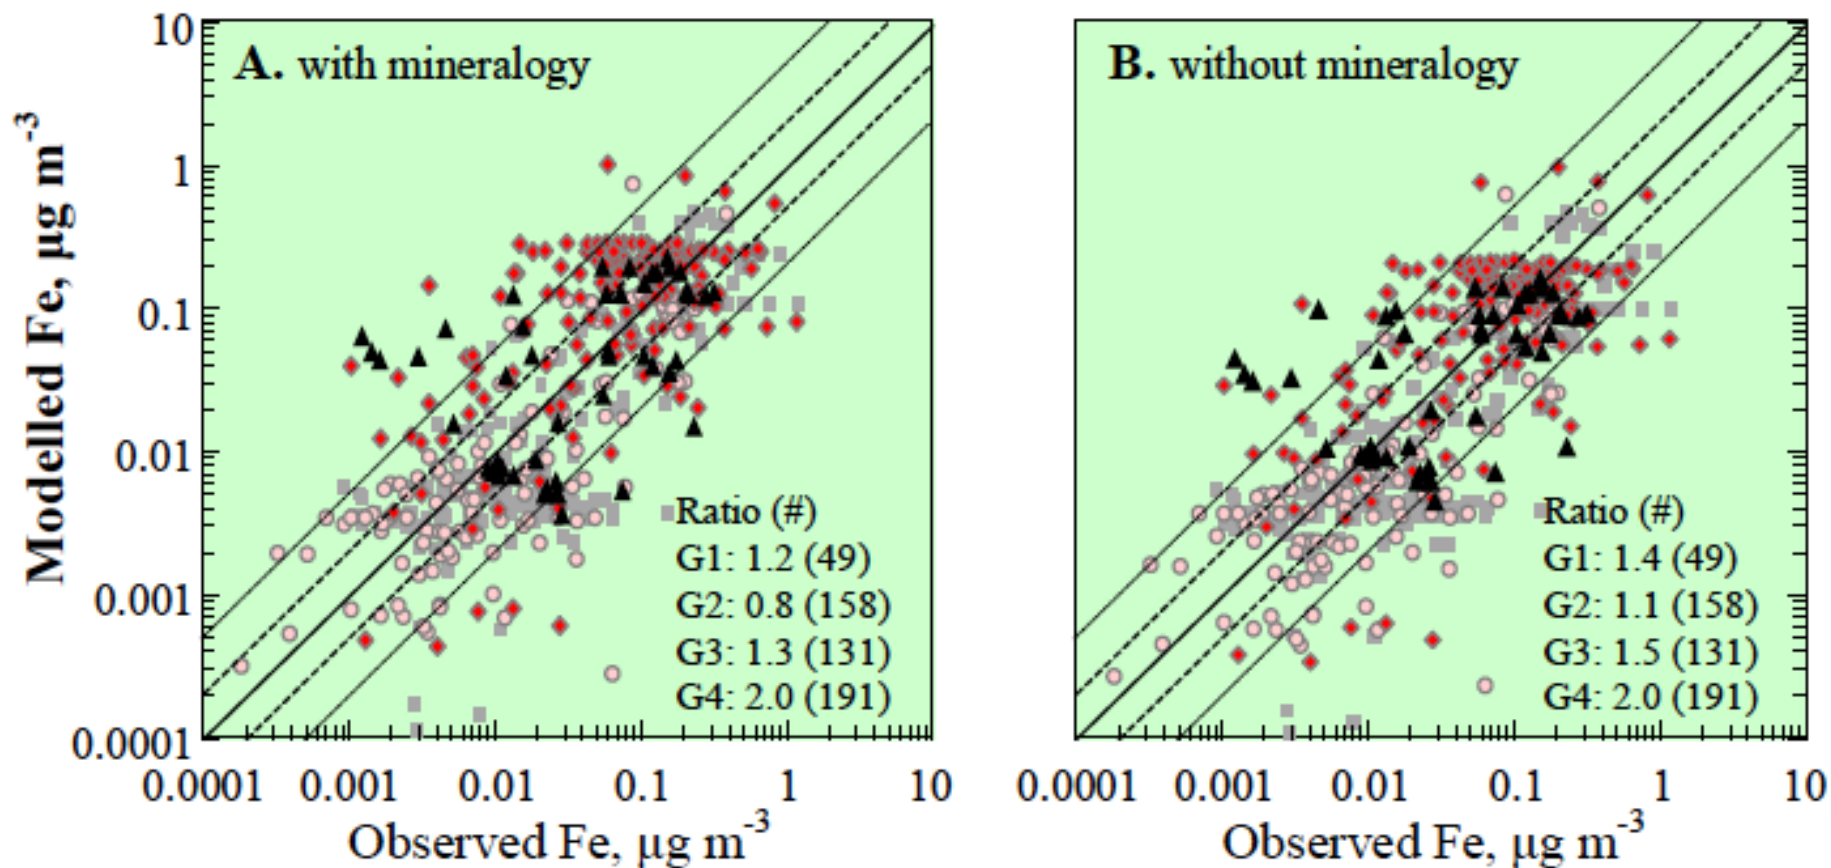 A. with mineralogy
B. without mineralogy
Modelled Fe, µg m-3
10
1
0.1
0.01
0.001
0.0001
Ratio (#)
G1: 1.2 (49)
G2: 0.8 (158)
G3: 1.3 (131)
G4: 2.0 (191)
Ratio (#)
G1: 1.4 (49)
G2: 1.1 (158)
G3: 1.5 (131)
G4: 2.0 (191)
0.0001 0.001 0.01 0.1 1 10
0.0001 0.001 0.01 0.1 1 10
Observed Fe, µg m-3
Observed Fe, µg m-3